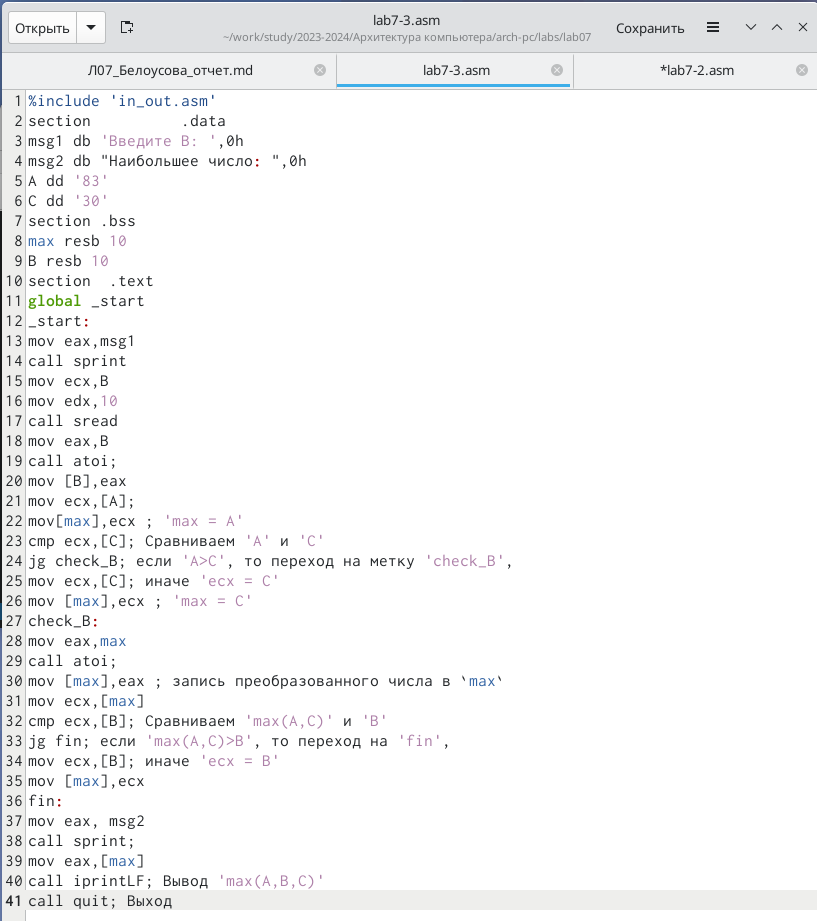 Открыть
lab7-3.asm
~/work/study/2023-2024/Архитектура компьютера/arch-pc/labs/lab07
Сохранить
Л07_Белоусова_отчет.md
lab7-3.asm
*lab7-2.asm
1 %include 'in_out.asm'
2 section          .data
3 msg1 db 'Введите B: ',0h
4 msg2 db "Наибольшее число: ",0h
5 A dd '83'
6 C dd '30'
7 section .bss
8 max resb 10
9 B resb 10
10 section  .text
11 global _start
12 _start:
13 mov eax,msg1
14 call sprint
15 mov ecx,B
16 mov edx,10
17 call sread
18 mov eax,B
19 call atoi;
20 mov [B],eax
21 mov ecx,[A];
22 mov[max],ecx ; 'max = A'
23 cmp ecx,[C]; Сравниваем 'A' и 'C'
24 jg check_B; если 'A>C', то переход на метку 'check_B',
25 mov ecx,[C]; иначе 'ecx = C'
26 mov [max],ecx ; 'max = C'
27 check_B:
28 mov eax,max
29 call atoi;
30 mov [max],eax ; запись преобразованного числа в `max`
31 mov ecx,[max]
32 cmp ecx,[B]; Сравниваем 'max(A,C)' и 'B'
33 jg fin; если 'max(A,C)>B', то переход на 'fin',
34 mov ecx,[B]; иначе 'ecx = B'
35 mov [max],ecx
36 fin:
37 mov eax, msg2
38 call sprint;
39 mov eax,[max]
40 call iprintLF; Вывод 'max(A,B,C)'
41 call quit; Выход